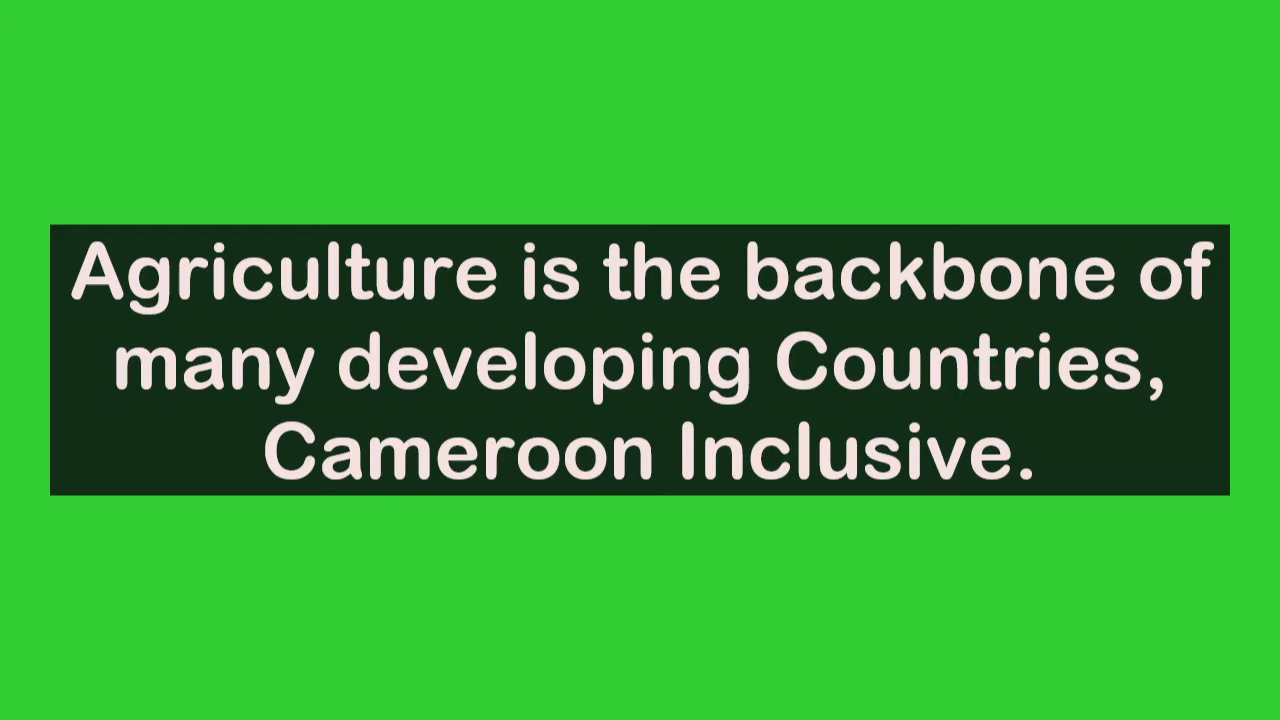 Agriculture is the backbone of
many developing Countries,
Cameroon Inclusive.